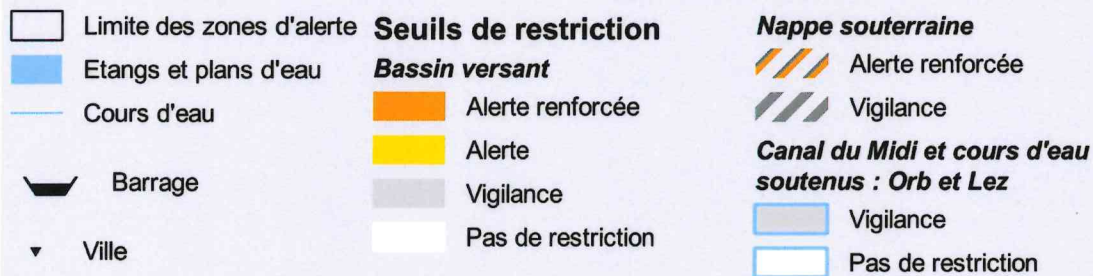 Limite des zones d'alerte
Etangs et plans d'eau
Cours d'eau
Barrage
Ville
Seuils de restriction
Bassin versant
Alerte renforcée
Alerte
Vigilance
Pas de restriction
Nappe souterraine
Alerte renforcée
Vigilance
Canal du Midi et cours d'eau
soutenus : Orb et Lez
Vigilance
Pas de restriction